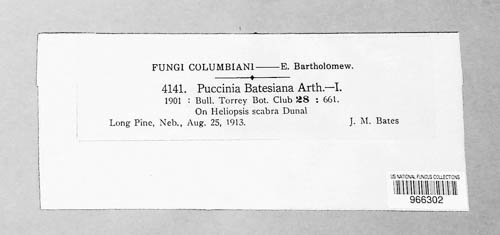 FUNGI COLUMBIANI——E. Bartholomew.
4141. Puccinia Batesiana Arth.—I.
1901 : Bull. Torrey Bot. Club 28 : 661.
On Heliopsis scabra Dunal
Long Pine, Neb., Aug. 25, 1913. J. M. Bates
US NATIONAL FUNGUS COLLECTIONS
966302